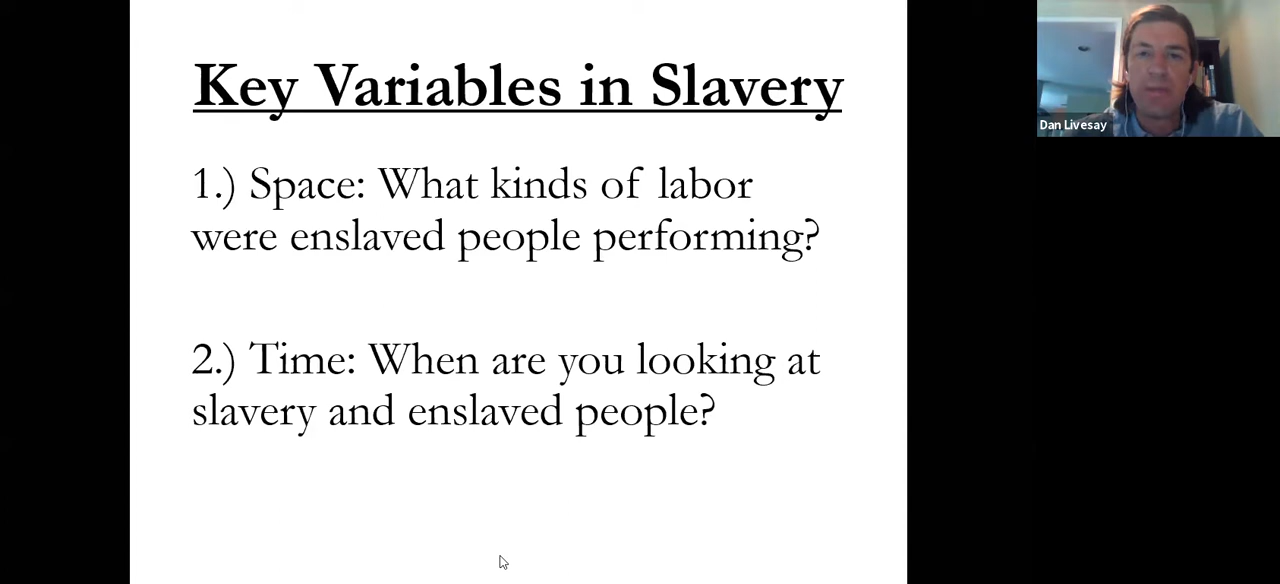 Key Variables in Slavery
1.) Space: What kinds of labor
were enslaved people performing?
2.) Time: When are you looking at
slavery and enslaved people?
Dan Livesay